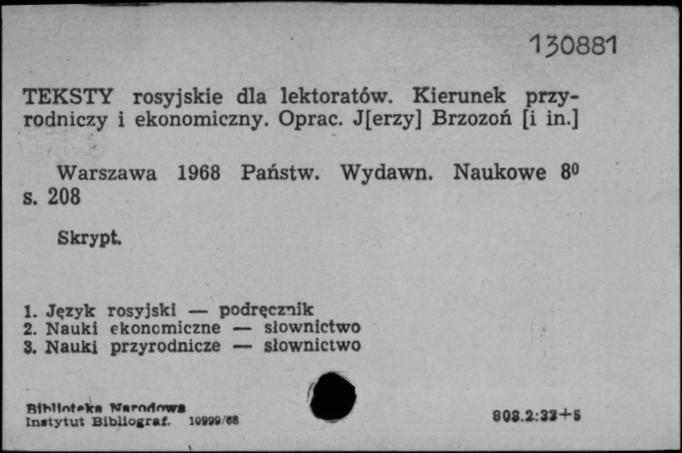 130881
TEKSTY rosyjskie dla lektoratów. Kierunek przy-
rodniczy i ekonomiczny. Oprac. J[erzy] Brzozoń [i in.]
Warszawa 1968 Państw. Wydawn. Naukowe 8⁰
s. 208
Skrypt.
1. Język rosyjski — podręcznik
2. Nauki ekonomiczne — słownictwo
3. Nauki przyrodnicze — słownictwo
Biblioteka Narodowa
Instytut Bibliograf. 10999/68
808.2:33+5